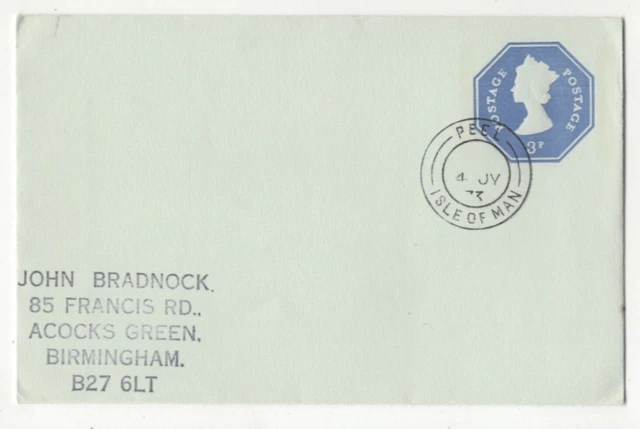 POSTAGE POSTAGE
3P
PEEL
4 JY
73
ISLE OF MAN
JOHN BRADNOCK.
85 FRANCIS RD.,
ACOCKS GREEN,
BIRMINGHAM.
B27 6LT